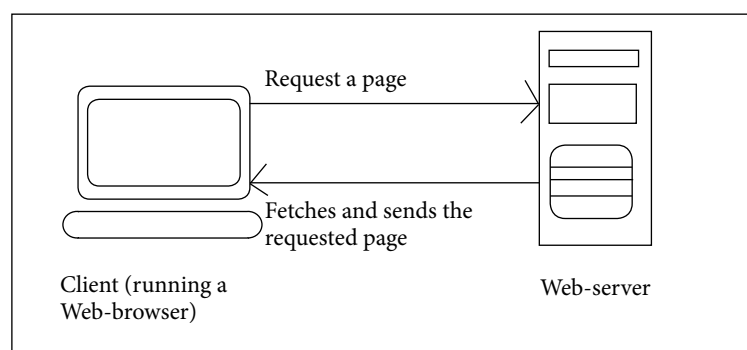 Request a page
Fetches and sends the
requested page
Client (running a
Web-browser)
Web-server